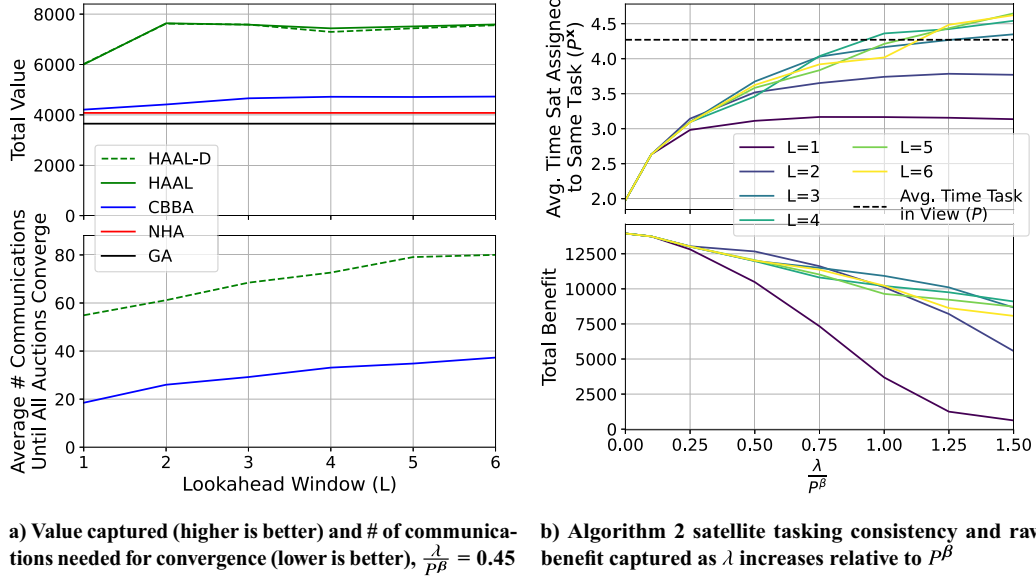 Total Value
8000
6000
4000
2000
0
HAAL-D
HAAL
CBBA
NHA
GA
Average # Communications
Until All Auctions Converge
80
60
40
20
0
1 2 3 4 5 6
Lookahead Window (L)
a) Value captured (higher is better) and # of communica-
tions needed for convergence (lower is better), λ/P^β = 0.45
Avg. Time Sat Assigned
to Same Task (P^x)
4.5
4.0
3.5
3.0
2.5
2.0
L=1
L=2
L=3
L=4
L=5
L=6
Avg. Time Task
in View (P)
Total Benefit
12500
10000
7500
5000
2500
0
0.00 0.25 0.50 0.75 1.00 1.25 1.50
λ/P^β
b) Algorithm 2 satellite tasking consistency and raw
benefit captured as λ increases relative to P^β